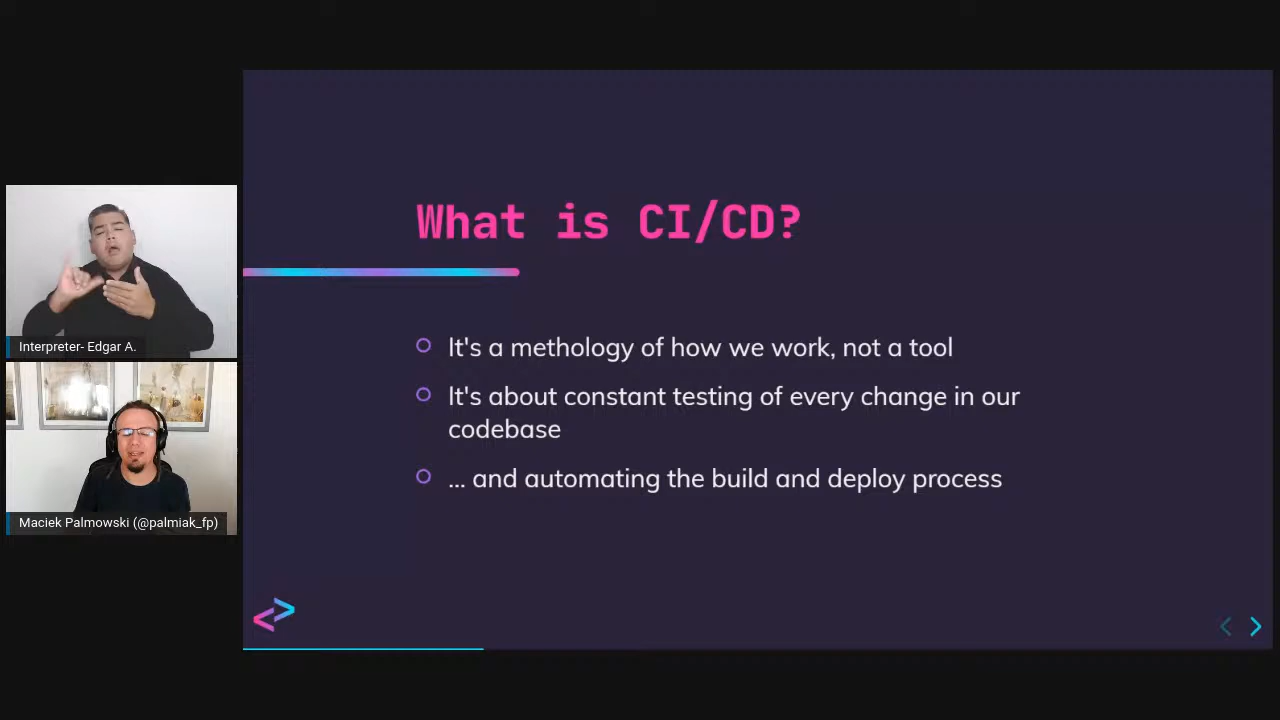 What is CI/CD?
It's a methology of how we work, not a tool
It's about constant testing of every change in our
codebase
... and automating the build and deploy process
Interpreter- Edgar A.
Maciek Palmowski (@palmiak_fp)